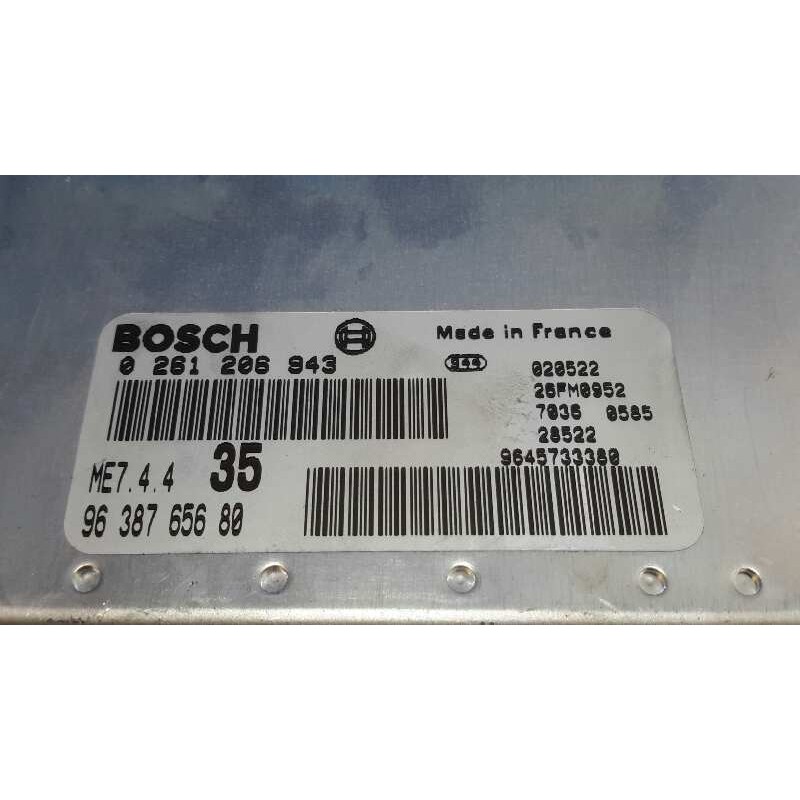 BOSCH
Made in France
0 261 206 943
944
020522
26FM0952
7036 0585
28522
9645733380
ME7.4.4 35
96 387 656 80